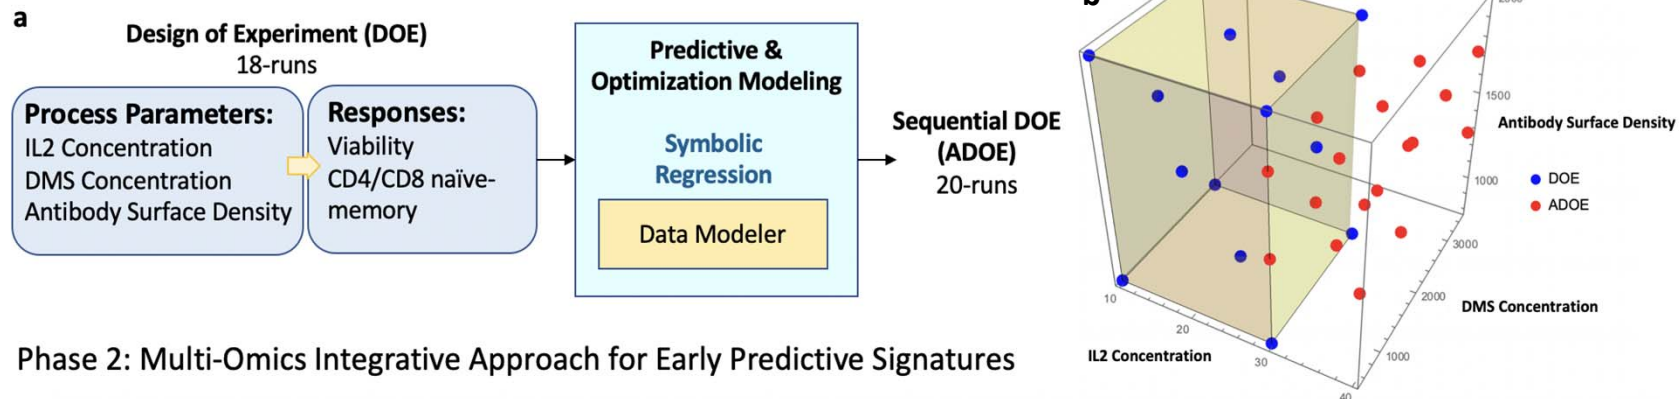 a
Design of Experiment (DOE)
18-runs
Process Parameters:
IL2 Concentration
DMS Concentration
Antibody Surface Density
Responses:
Viability
CD4/CD8 naïve-
memory
Predictive &
Optimization Modeling
Symbolic
Regression
Data Modeler
Sequential DOE
(ADOE)
20-runs
Phase 2: Multi-Omics Integrative Approach for Early Predictive Signatures
b
1500
Antibody Surface Density
1000
DOE
ADOE
3000
2000
DMS Concentration
1000
10
20
30
40
IL2 Concentration